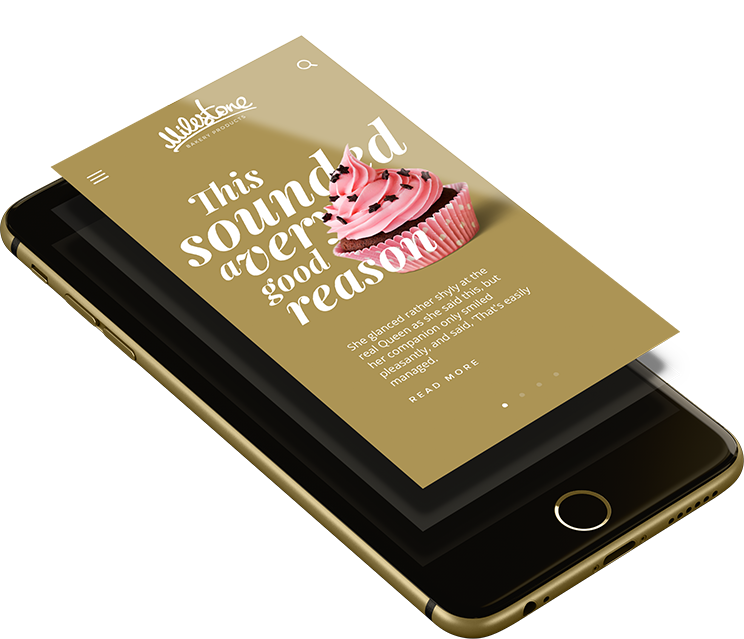 Milestone
BAKERY PRODUCTS
This
sounded
a very
good
reason
She glanced rather shyly at the
real Queen as she said this, but
her companion only smiled
pleasantly, and said, 'That's easily
managed.
READ MORE